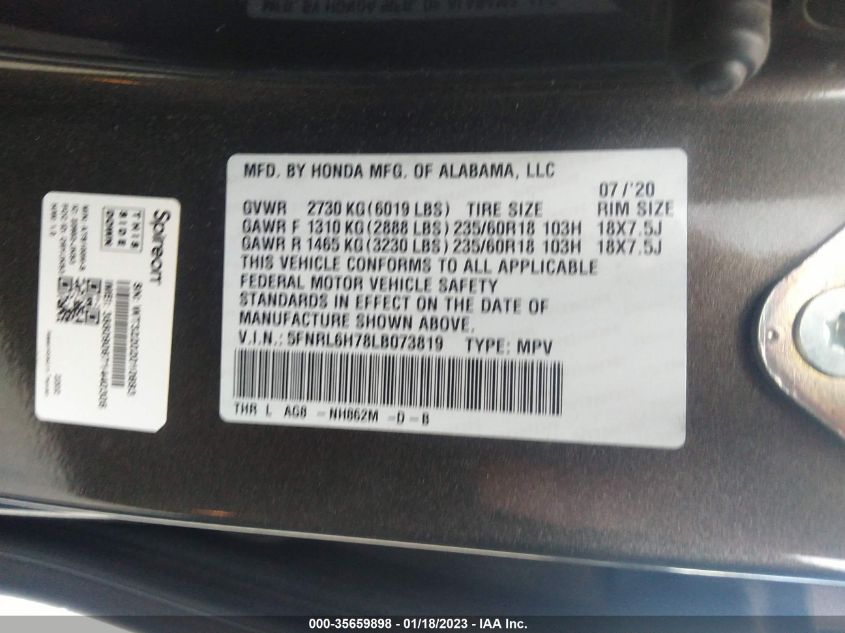 MFD. BY HONDA MFG. OF ALABAMA, LLC
07/'20
GVWR 2730 KG(6019 LBS) TIRE SIZE RIM SIZE
GAWR F 1310 KG(2888 LBS)235/60R18 103H 18X7.5J
GAWR R 1465 KG(3230 LBS)235/60R18 103H 18X7.5J
THIS VEHICLE CONFORMS TO ALL APPLICABLE
FEDERAL MOTOR VEHICLE SAFETY
STANDARDS IN EFFECT ON THE DATE OF
MANUFACTURE SHOWN ABOVE.
V.I.N.: 5FNRL6H78LB073819 TYPE: MPV
THR L AG8 -NH862M -D-B
Spireon
THIS
SIDE
DOWN
000-35659898 - 01/18/2023 - IAA Inc.